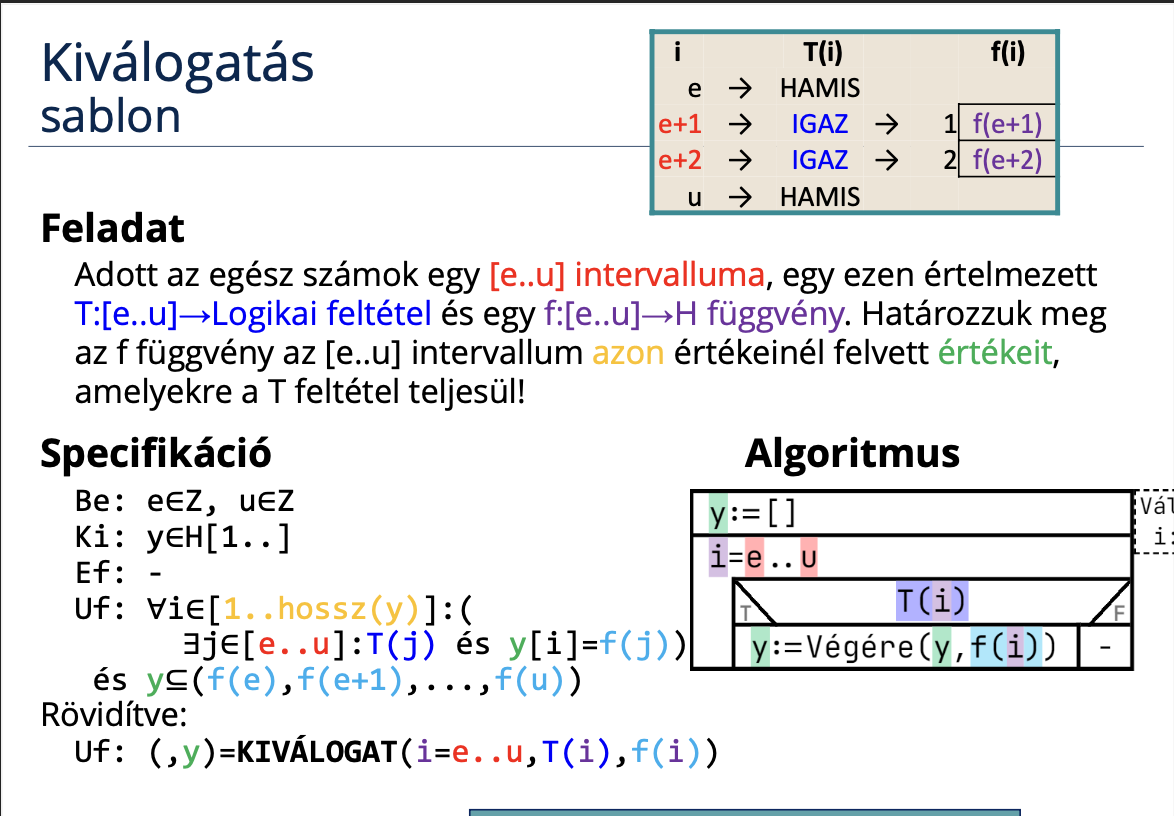 Kiválogatás
sablon
i T(i) f(i)
e → HAMIS
e+1 → IGAZ → 1 f(e+1)
e+2 → IGAZ → 2 f(e+2)
u → HAMIS
Feladat
Adott az egész számok egy [e..u] intervalluma, egy ezen értelmezett
T:[e..u]→Logikai feltétel és egy f:[e..u]→H függvény. Határozzuk meg
az f függvény az [e..u] intervallum azon értékeinél felvett értékeit,
amelyekre a T feltétel teljesül!
Specifikáció
Be: e∈Z, u∈Z
Ki: y∈H[1..]
Ef: -
Uf: ∀i∈[1..hossz(y)]:(
∃j∈[e..u]:T(j) és y[i]=f(j))
és y⊆(f(e),f(e+1),...,f(u))
Rövidítve:
Uf: (,y)=KIVÁLOGAT(i=e..u,T(i),f(i))
Algoritmus
y:=[]
i=e..u
T T(i) F
y:=Végére(y,f(i)) -
i: